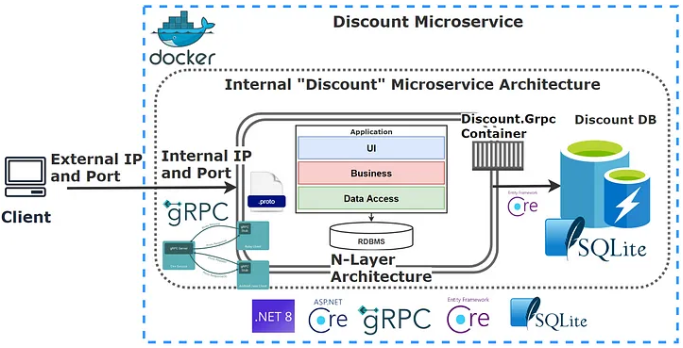 Discount Microservice
docker
Internal "Discount" Microservice Architecture
Discount.Grpc
Container
Discount DB
Application
UI
Business
Data Access
RDBMS
External IP
and Port
Internal IP
and Port
Client
.proto
gRPC
Entity Framework
Core
SQLite
N-Layer
Architecture
.NET 8
ASP.NET
Core
gRPC
Entity Framework
Core
SQLite